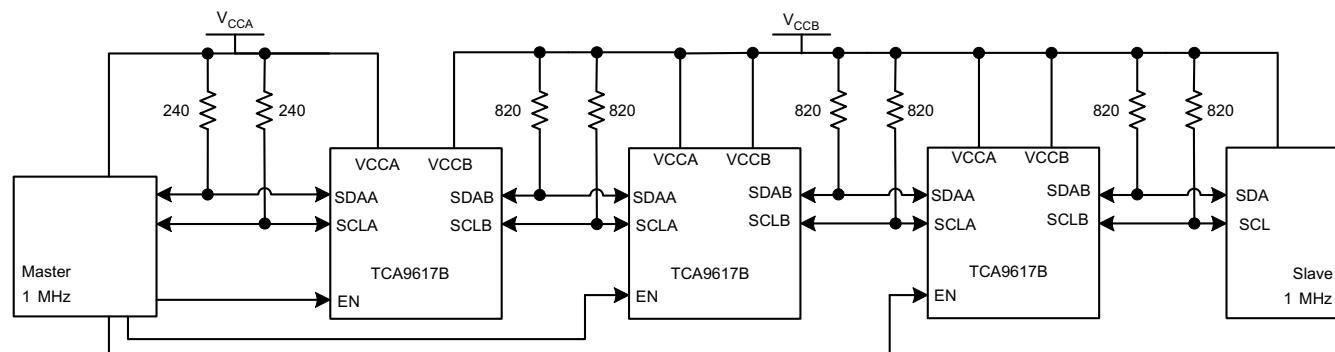 V_CCA
V_CCB
240
240
820
820
820
820
820
820
VCCA
VCCB
VCCA
VCCB
VCCA
VCCB
SDAA
SDAB
SDAA
SDAB
SDAA
SDAB
SDA
SCLA
SCLB
SCLA
SCLB
SCLA
SCLB
SCL
Master
1 MHz
TCA9617B
TCA9617B
TCA9617B
Slave
1 MHz
EN
EN
EN